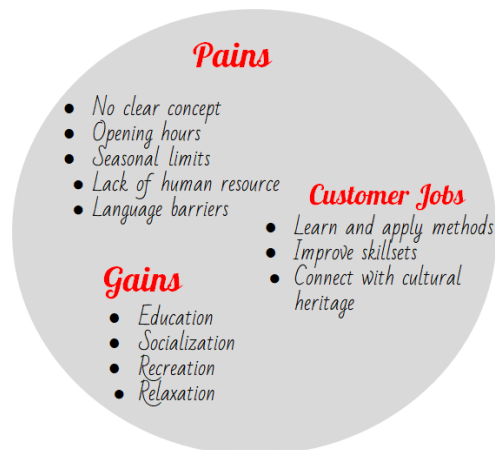 Pains
● No clear concept
● Opening hours
● Seasonal limits
● Lack of human resource
● Language barriers
Customer Jobs
● Learn and apply methods
● Improve skillsets
● Connect with cultural
heritage
Gains
● Education
● Socialization
● Recreation
● Relaxation